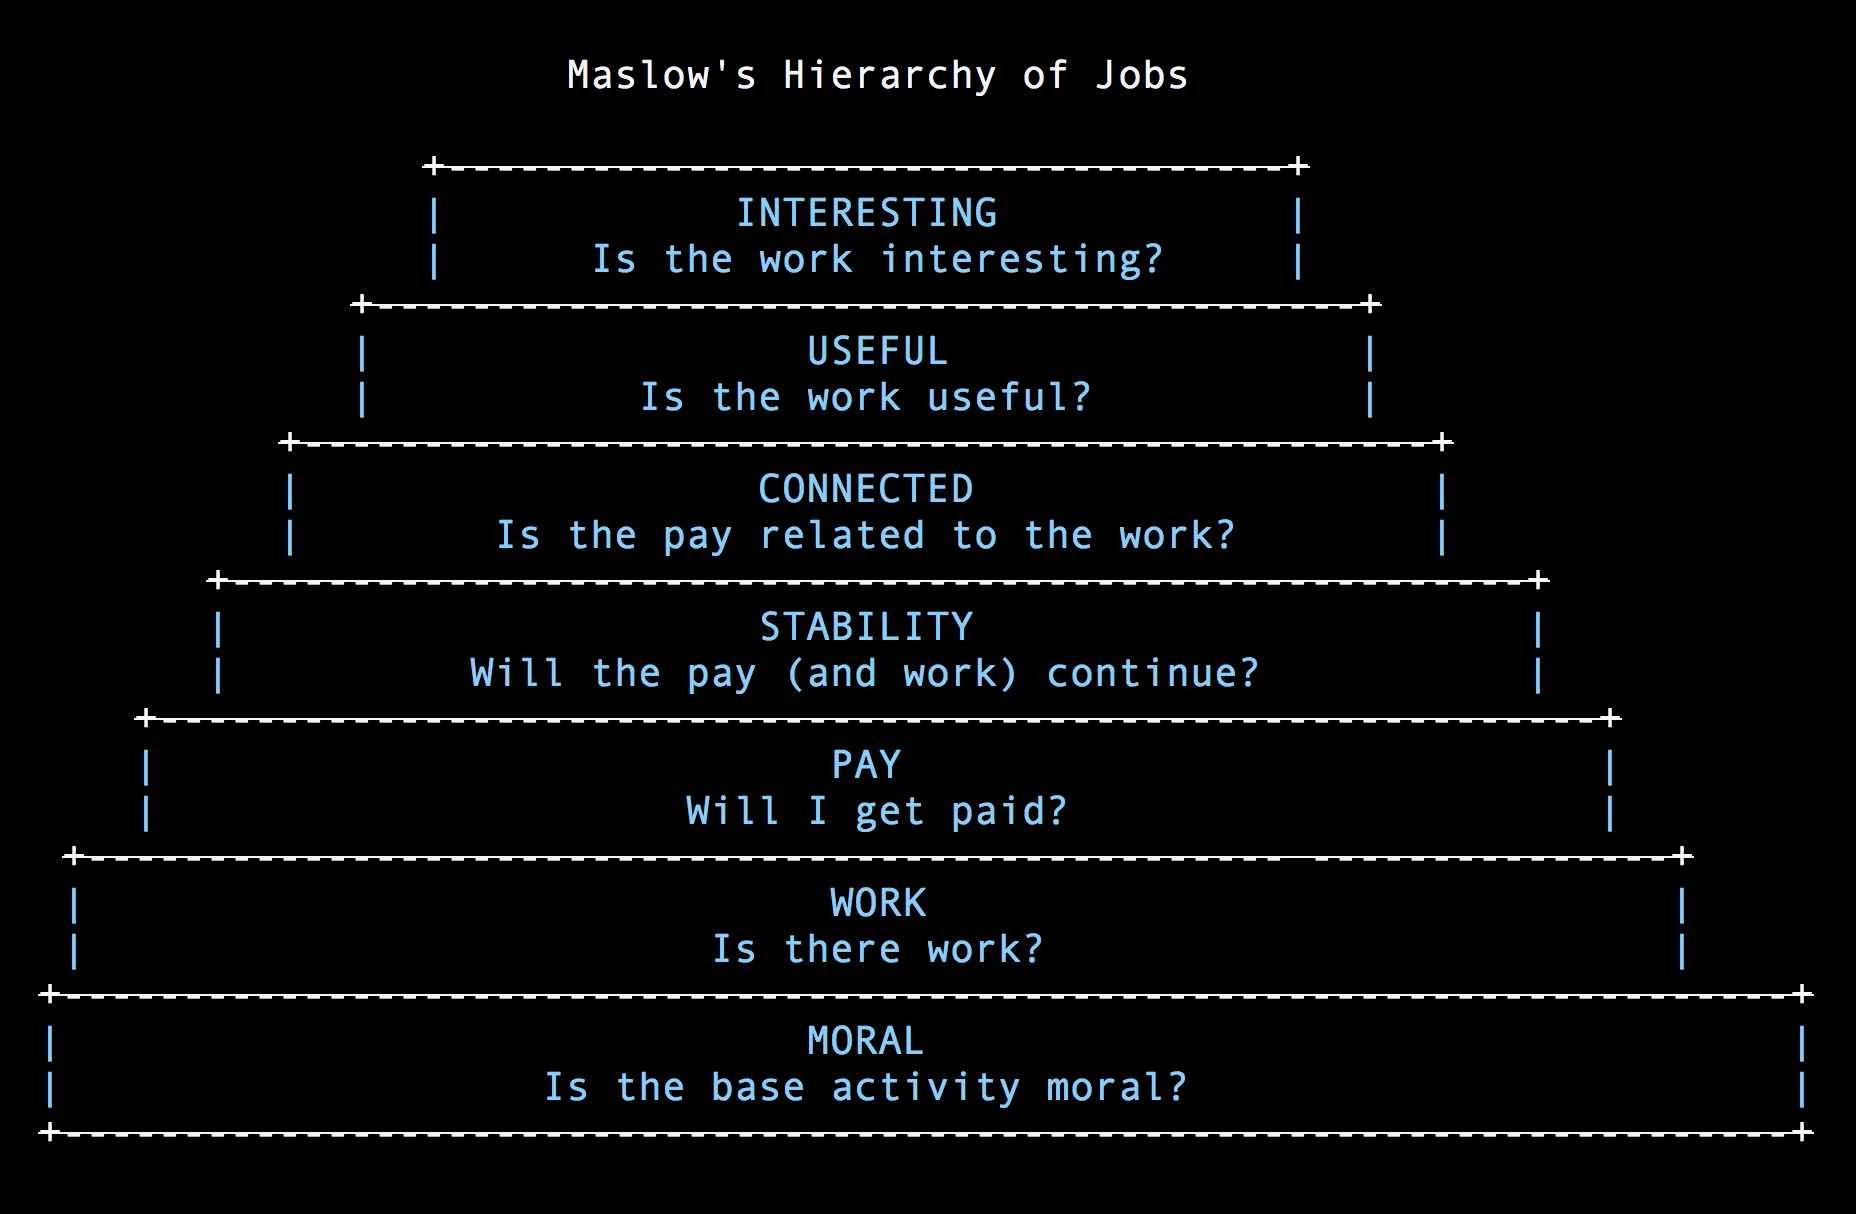 Maslow's Hierarchy of Jobs
INTERESTING
Is the work interesting?
USEFUL
Is the work useful?
CONNECTED
Is the pay related to the work?
STABILITY
Will the pay (and work) continue?
PAY
Will I get paid?
WORK
Is there work?
MORAL
Is the base activity moral?